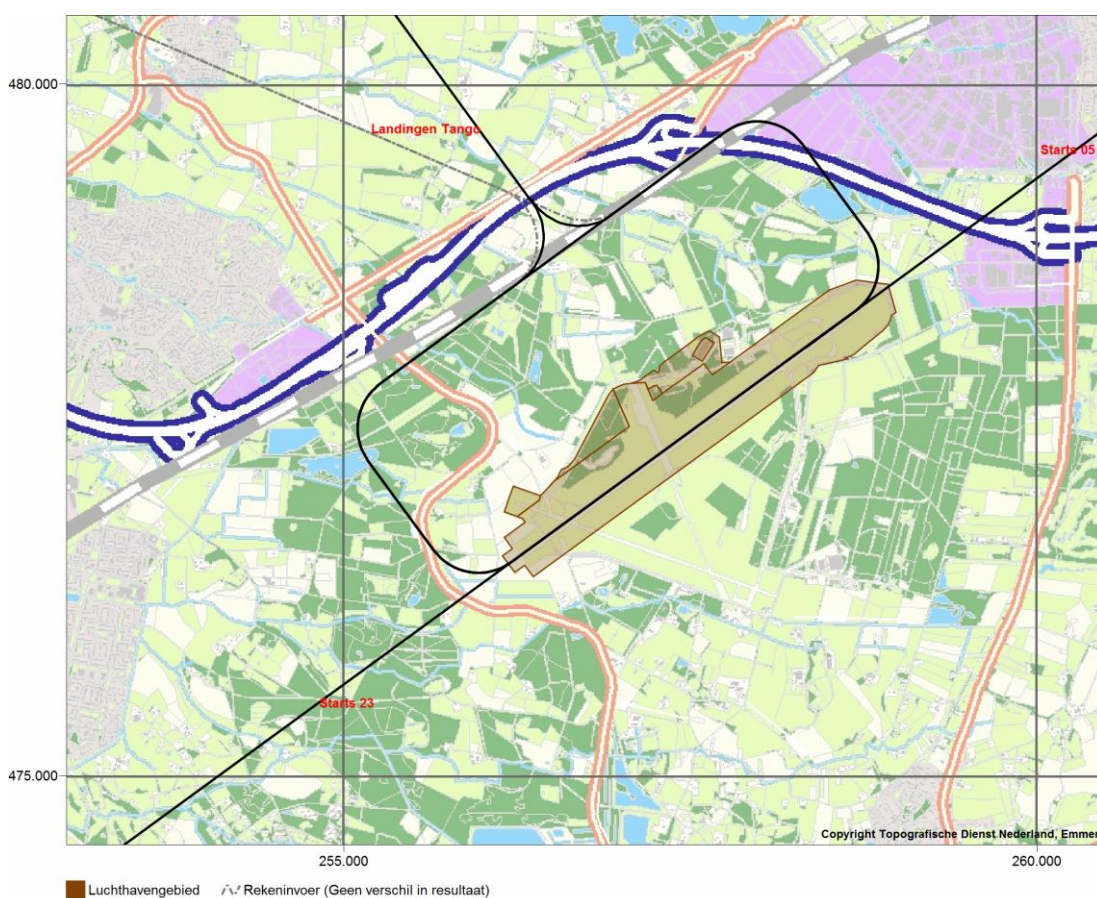 480.000
Landingen Tango
Starts 05
Starts 23
475.000
Copyright Topografische Dienst Nederland, Emmen
255.000
260.000
Luchthavengebied
Rekeninvoer (Geen verschil in resultaat)